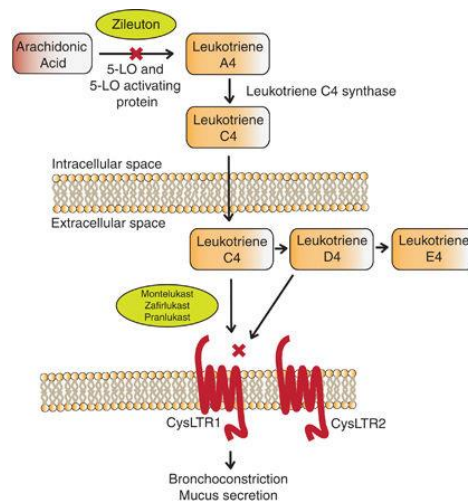 Zileuton
Arachidonic
Acid
5-LO and
5-LO activating
protein
Leukotriene
A4
Leukotriene C4 synthase
Leukotriene
C4
Intracellular space
Extracellular space
Leukotriene
C4
Leukotriene
D4
Leukotriene
E4
Montelukast
Zafirlukast
Pranlukast
CysLTR1
CysLTR2
Bronchoconstriction
Mucus secretion